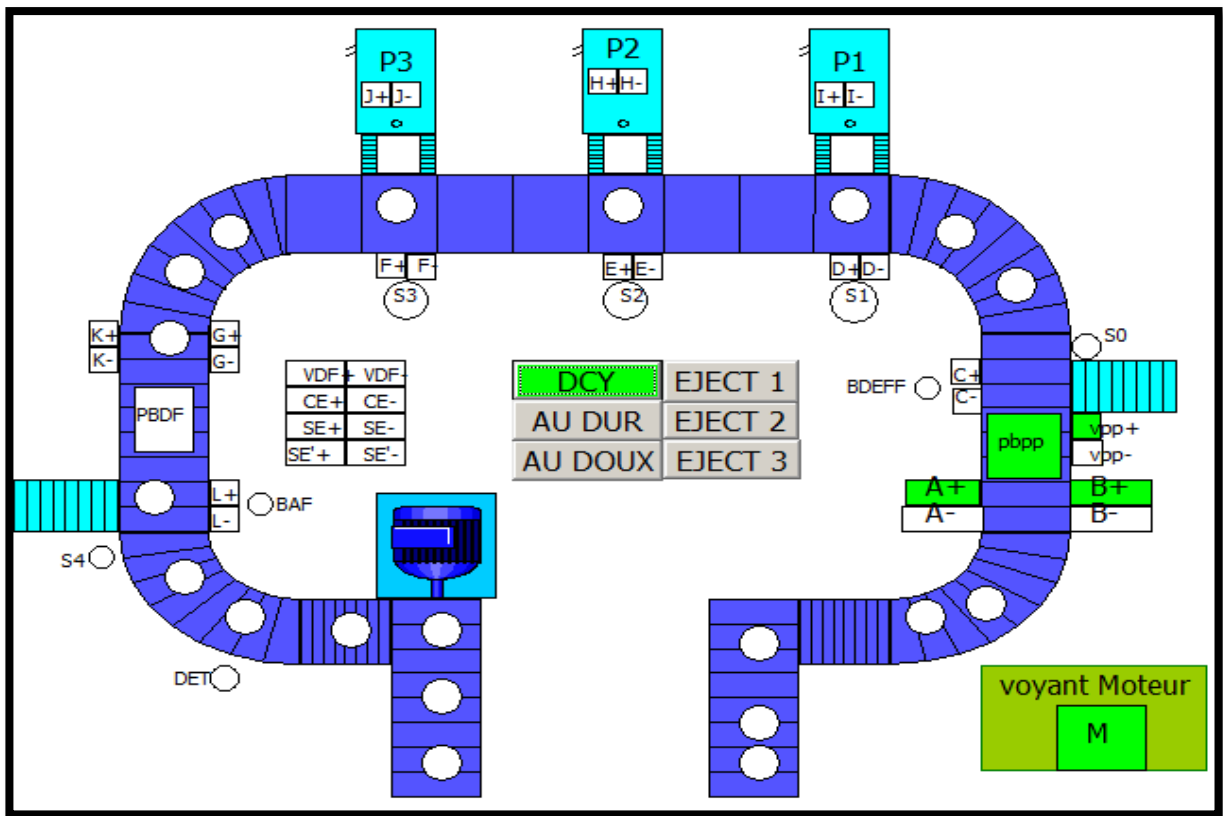 P3
P2
P1
J+ J-
H+ H-
I+ I-
F+ F-
E+ E-
D+ D-
S3
S2
S1
K+
K-
G+
G-
S0
VDF+ VDF-
CE+ CE-
SE+ SE-
SE'+ SE'-
DCY EJECT 1
AU DUR EJECT 2
AU DOUX EJECT 3
BDEFF
C+
C-
PBDF
pbpp
vpp+
vpp-
L+
L-
BAF
A+
A-
B+
B-
S4
DET
voyant Moteur
M